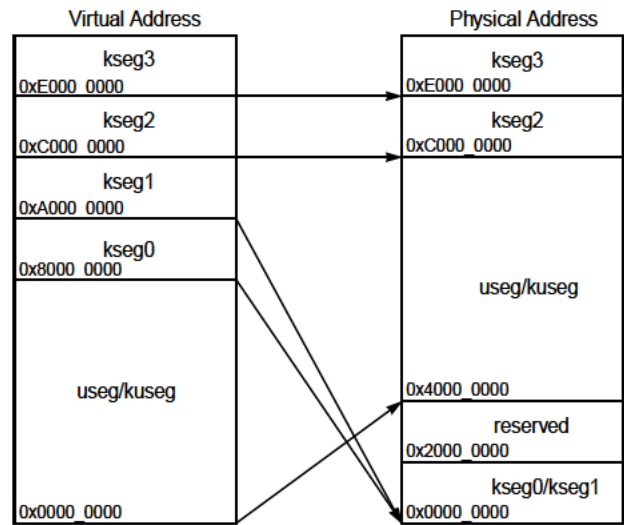 Virtual Address
kseg3
0xE000_0000
kseg2
0xC000_0000
kseg1
0xA000_0000
kseg0
0x8000_0000
useg/kuseg
0x0000_0000
Physical Address
kseg3
0xE000_0000
kseg2
0xC000_0000
useg/kuseg
0x4000_0000
reserved
0x2000_0000
kseg0/kseg1
0x0000_0000